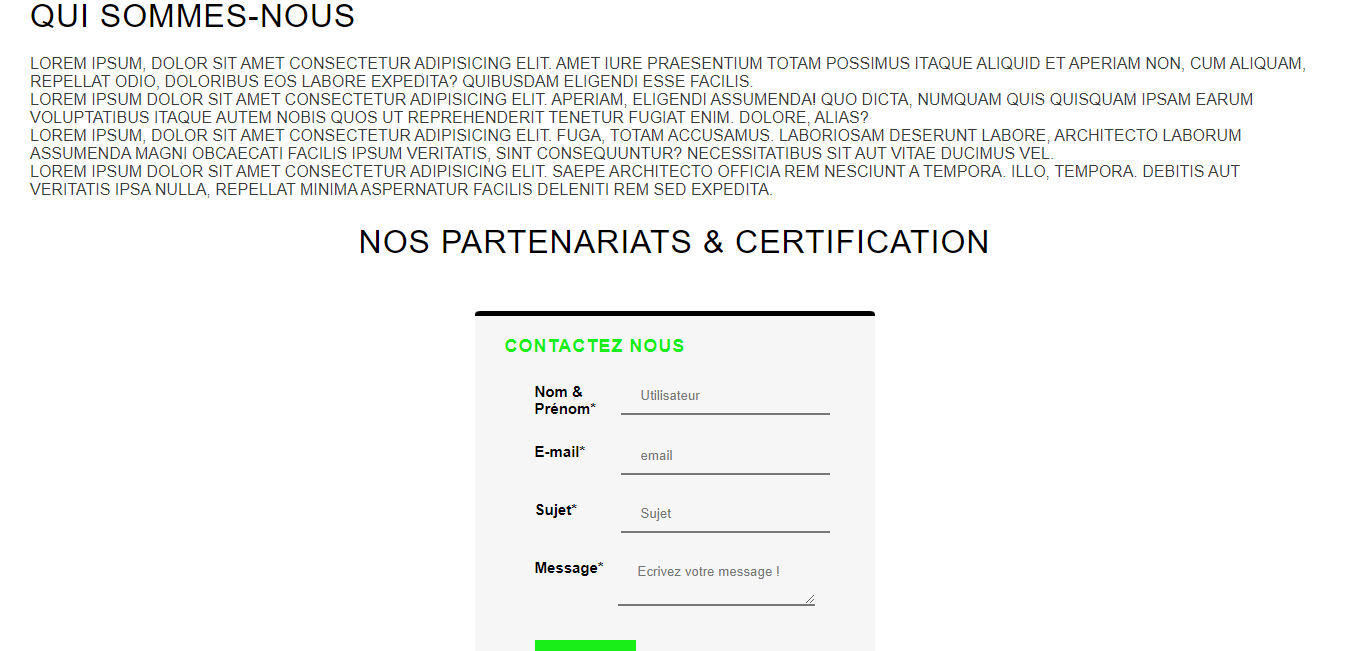 QUI SOMMES-NOUS
LOREM IPSUM, DOLOR SIT AMET CONSECTETUR ADIPISICING ELIT. AMET IURE PRAESENTIUM TOTAM POSSIMUS ITAQUE ALIQUID ET APERIAM NON, CUM ALIQUAM,
REPELLAT ODIO, DOLORIBUS EOS LABORE EXPEDITA? QUIBUSDAM ELIGENDI ESSE FACILIS.
LOREM IPSUM DOLOR SIT AMET CONSECTETUR ADIPISICING ELIT. APERIAM, ELIGENDI ASSUMENDA! QUO DICTA, NUMQUAM QUIS QUISQUAM IPSAM EARUM
VOLUPTATIBUS ITAQUE AUTEM NOBIS QUOS UT REPREHENDERIT TENETUR FUGIAT ENIM. DOLORE, ALIAS?
LOREM IPSUM, DOLOR SIT AMET CONSECTETUR ADIPISICING ELIT. FUGA, TOTAM ACCUSAMUS. LABORIOSAM DESERUNT LABORE, ARCHITECTO LABORUM
ASSUMENDA MAGNI OBCAECATI FACILIS IPSUM VERITATIS, SINT CONSEQUUNTUR? NECESSITATIBUS SIT AUT VITAE DUCIMUS VEL.
LOREM IPSUM DOLOR SIT AMET CONSECTETUR ADIPISICING ELIT. SAEPE ARCHITECTO OFFICIA REM NESCIUNT A TEMPORA. ILLO, TEMPORA. DEBITIS AUT
VERITATIS IPSA NULLA, REPELLAT MINIMA ASPERNATUR FACILIS DELENITI REM SED EXPEDITA.
NOS PARTENARIATS & CERTIFICATION
CONTACTEZ NOUS
Nom &
Prénom*
Utilisateur
E-mail*
email
Sujet*
Sujet
Message*
Ecrivez votre message !